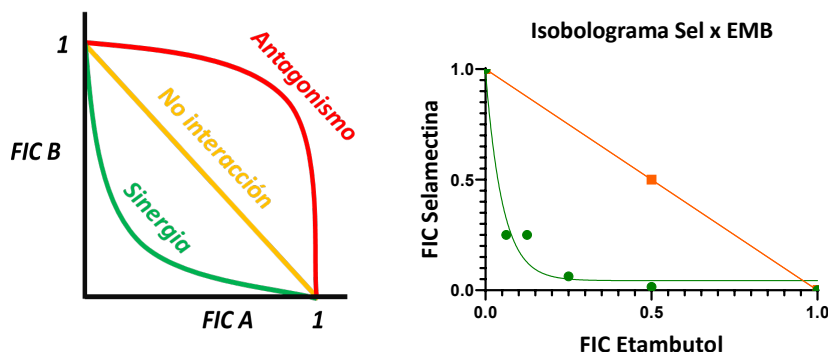 1
Antagonismo
No interacción
FIC B
Sinergia
FIC A
1
Isobolograma Sel x EMB
1.0
0.5
0.0
FIC Selamectina
0.0
0.5
1.0
FIC Etambutol